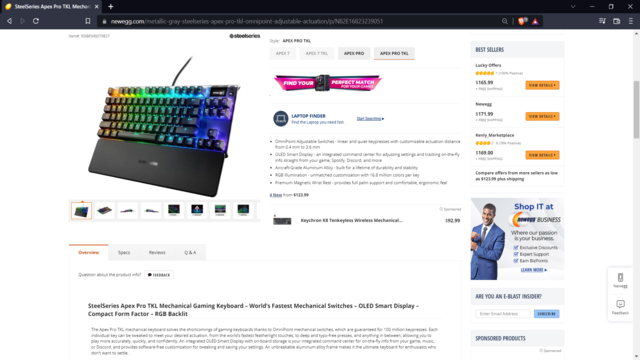 SteelSeries Apex Pro TKL Mechan
newegg.com/metallic-gray-steelseries-apex-pro-tkl-omnipoint-adjustable-actuation/p/N82E16823239051
steelseries
Style: APEX PRO TKL
APEX 7
APEX 7 TKL
APEX PRO
APEX PRO TKL
FIND YOUR PERFECT MATCH
FOR YOUR GAMES
LAPTOP FINDER
Find the Laptop you need fast.
Start Searching
OmniPoint Adjustable Switches - linear and quiet keypresses with customisable actuation distance
from 0.4 mm to 3.6 mm
OLED Smart Display - an integrated command center for adjusting settings and tracking on-the-fly
info straight from your game, Spotify, Discord, and more
Aircraft-Grade Aluminum Alloy - built for a lifetime of durability and stability
RGB Illumination - unmatched customisation with 16.8 million colors per key
Premium Magnetic Wrist Rest - provides full palm support and comfortable, ergonomic feel
4 New from $123.99
Sponsored
Keychron K8 Tenkeyless Wireless Mechanical...
$92.99
BEST SELLERS
Lucky Offers
$165.99
+ FREE SHIPPING
VIEW DETAILS
Newegg
$171.99
+ FREE SHIPPING
VIEW DETAILS
Kenly_Marketplace
$169.00
+ FREE SHIPPING
VIEW DETAILS
Compare offers from more sellers as low
as $123.99 plus shipping
Shop IT at
newegg BUSINESS
Where our passion
is your business.
Exclusive Discounts
Expert Support
Earn BizPoints
LEARN MORE
Sponsored
ARE YOU AN E-BLAST INSIDER?
Enter Email Address
SUBSCRIBE
Newegg
Feedback
Overview
Specs
Reviews
Q & A
Question about the product info?
FEEDBACK
SteelSeries Apex Pro TKL Mechanical Gaming Keyboard – World's Fastest Mechanical Switches – OLED Smart Display –
Compact Form Factor – RGB Backlit
The Apex Pro TKL mechanical keyboard solves the shortcomings of gaming keyboards thanks to OmniPoint mechanical switches, which are guaranteed for 100 million keypresses. Each
individual key can be tweaked to meet your desired actuation, from the world's fastest featherlight touches, to deep and typo-free presses, and anything in between, allowing you to
play more accurately, quickly, and confidently. An integrated OLED Smart Display with on-board storage is your integrated command center for on-the-fly info from your game, music,
or Discord, and provides software-free customisation for tweaking and saving your settings. An unbreakable aluminum alloy frame makes it the ultimate keyboard for enthusiasts who
don't want to settle.